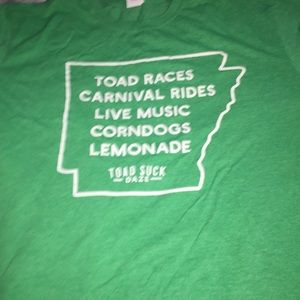 TOAD RACES
CARNIVAL RIDES
LIVE MUSIC
CORNDOGS
LEMONADE
TOAD SUCK
DAZE